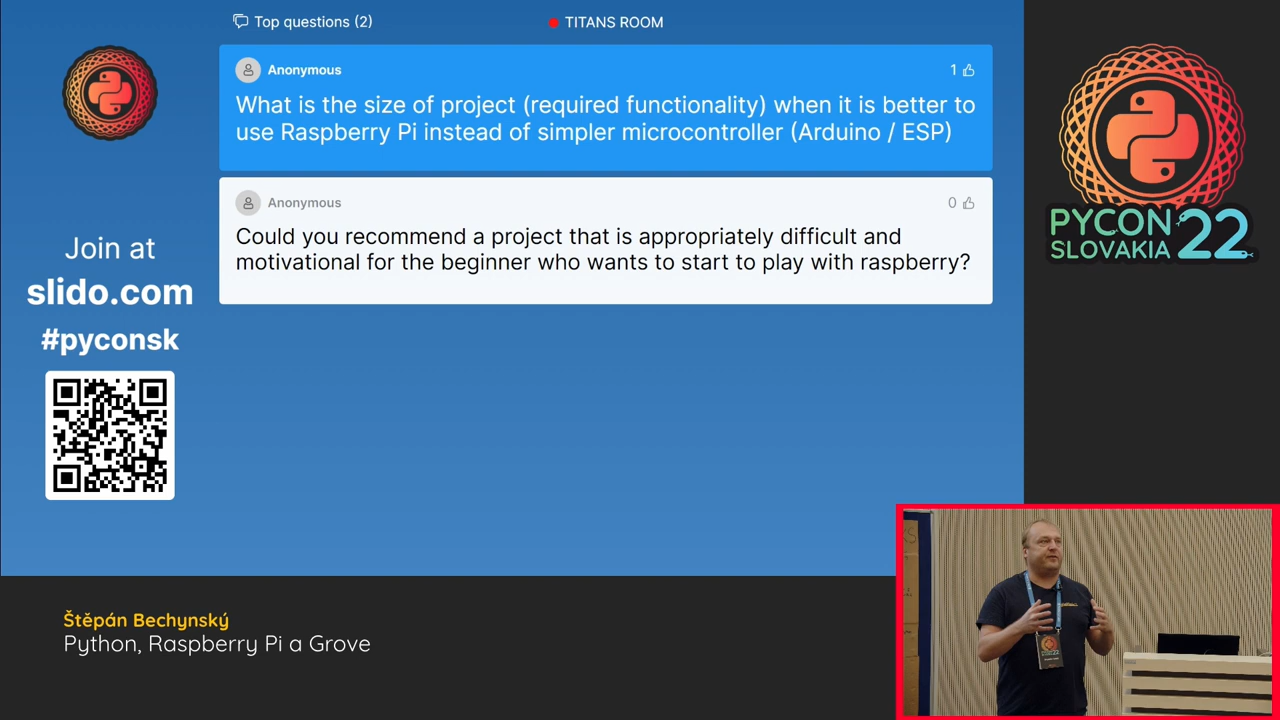 Top questions (2)
TITANS ROOM
Anonymous
1
What is the size of project (required functionality) when it is better to
use Raspberry Pi instead of simpler microcontroller (Arduino / ESP)
Anonymous
0
Could you recommend a project that is appropriately difficult and
motivational for the beginner who wants to start to play with raspberry?
Join at
slido.com
#pyconsk
PYCON
SLOVAKIA
22
Štěpán Bechynský
Python, Raspberry Pi a Grove